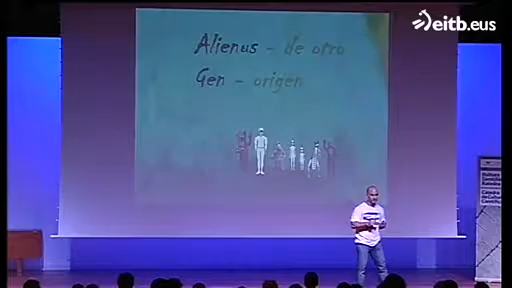 eitb.eus
Alienus - de otro
Gen - origen